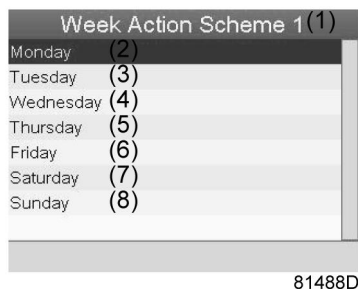 Week Action Scheme 1(1)
Monday (2)
Tuesday (3)
Wednesday (4)
Thursday (5)
Friday (6)
Saturday (7)
Sunday (8)
81488D